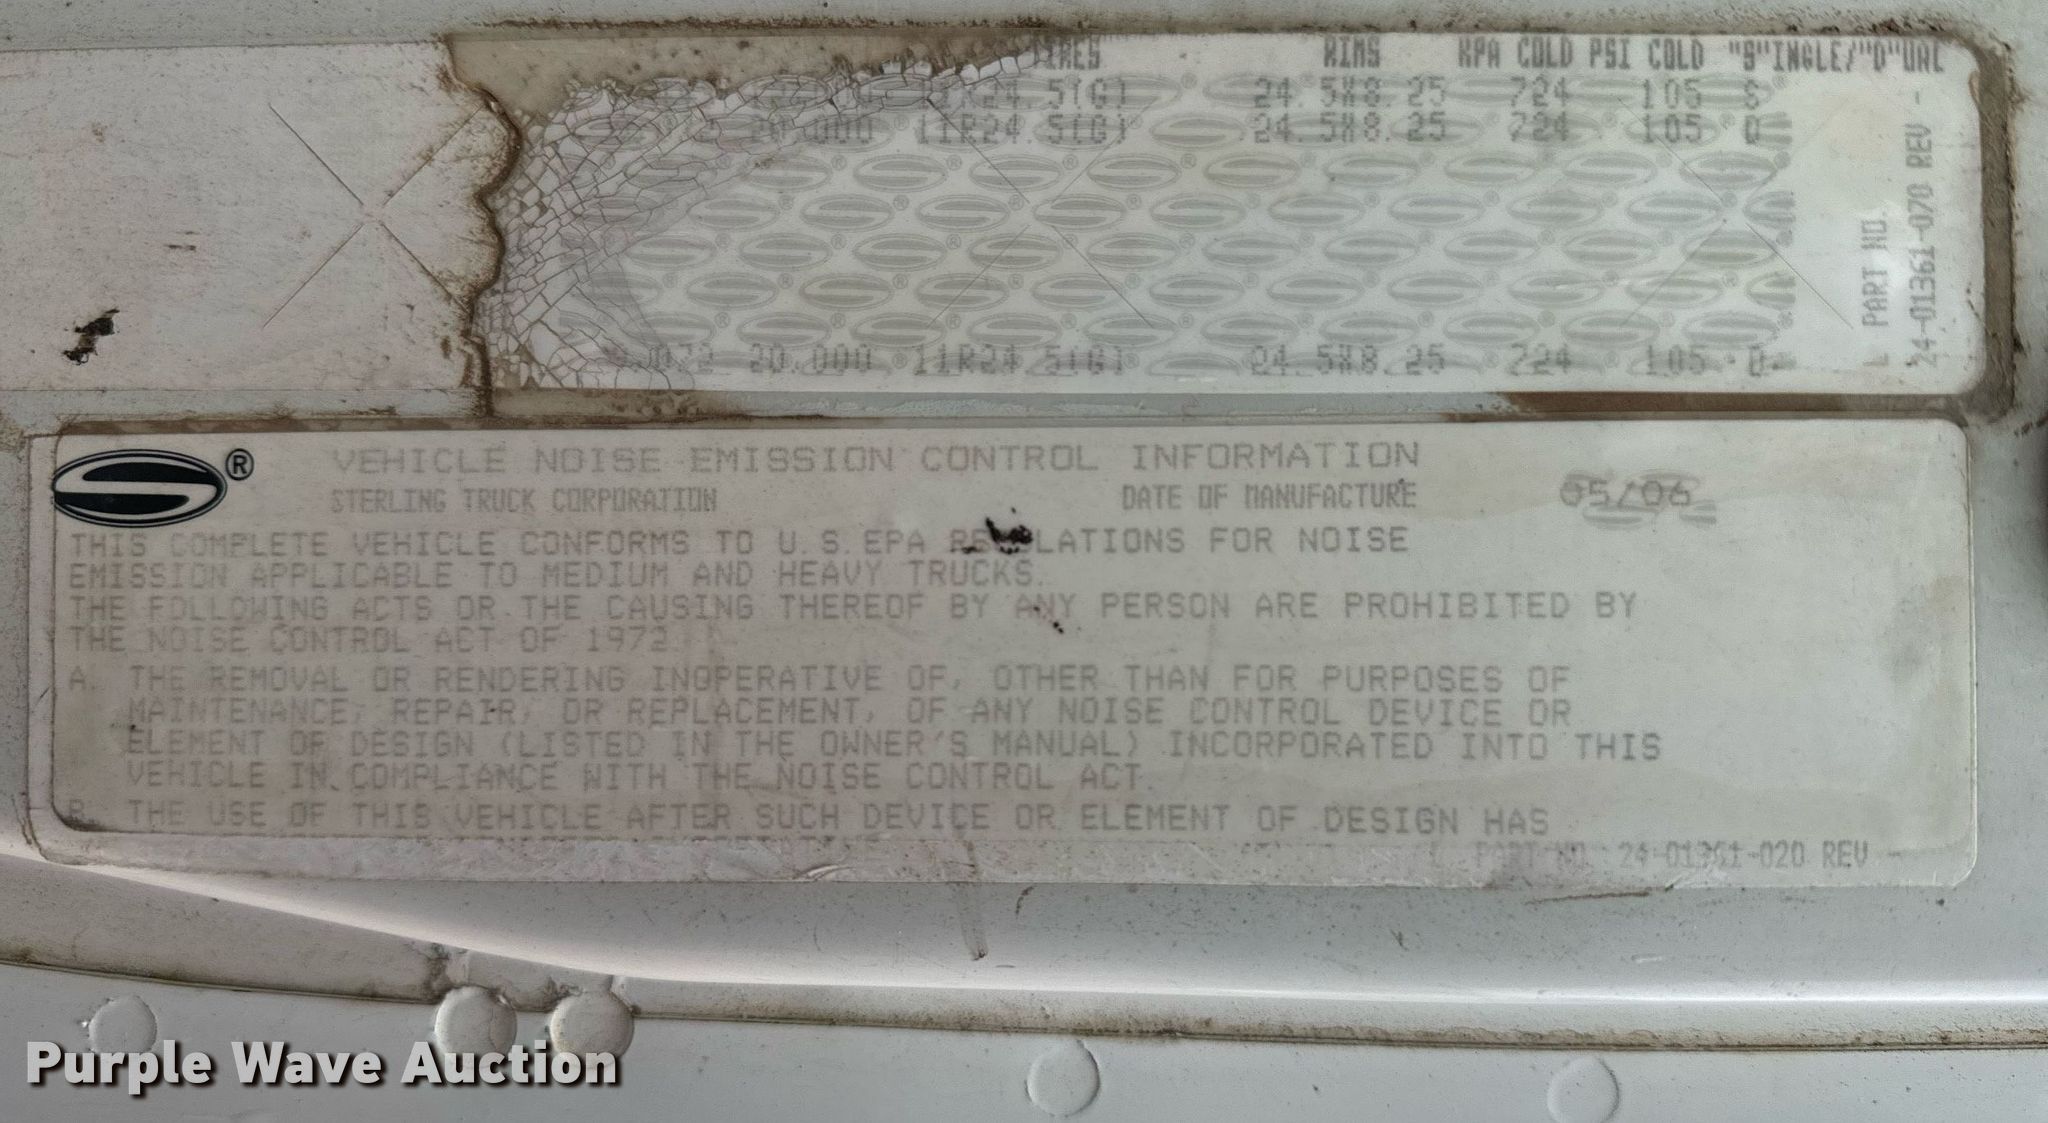 RIMS KPA COLD PSI COLD "S"INGLE/"D"UAL
11R24.5(G) 24.5X8.25 724 105 S
20.000 11R24.5(G) 24.5X8.25 724 105 D
9.072 20.000 11R24.5(G) 24.5X8.25 724 105 D
PART NO.
24-01361-070 REV -
® VEHICLE NOISE EMISSION CONTROL INFORMATION
STERLING TRUCK CORPORATION DATE OF MANUFACTURE 05/06
THIS COMPLETE VEHICLE CONFORMS TO U.S. EPA REGULATIONS FOR NOISE
EMISSION APPLICABLE TO MEDIUM AND HEAVY TRUCKS.
THE FOLLOWING ACTS OR THE CAUSING THEREOF BY ANY PERSON ARE PROHIBITED BY
THE NOISE CONTROL ACT OF 1972
A. THE REMOVAL OR RENDERING INOPERATIVE OF, OTHER THAN FOR PURPOSES OF
MAINTENANCE, REPAIR, OR REPLACEMENT, OF ANY NOISE CONTROL DEVICE OR
ELEMENT OF DESIGN (LISTED IN THE OWNER'S MANUAL) INCORPORATED INTO THIS
VEHICLE IN COMPLIANCE WITH THE NOISE CONTROL ACT.
B. THE USE OF THIS VEHICLE AFTER SUCH DEVICE OR ELEMENT OF DESIGN HAS
PART NO. 24-01361-020 REV -
Purple Wave Auction